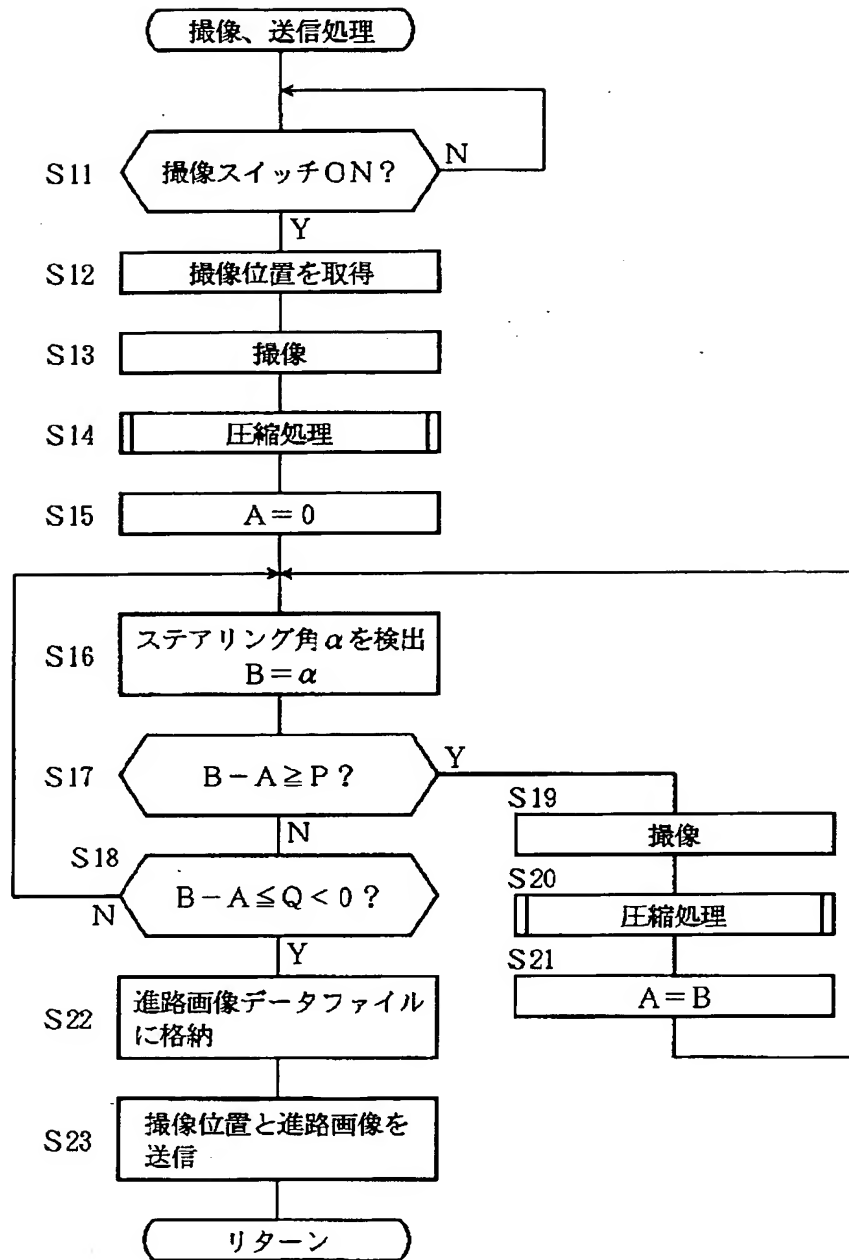 撮像、送信処理
S11
撮像スイッチON？
N
Y
S12
撮像位置を取得
S13
撮像
S14
圧縮処理
S15
A＝0
S16
ステアリング角αを検出
B＝α
S17
B－A≧P？
Y
N
S18
B－A≦Q＜0？
N
Y
S19
撮像
S20
圧縮処理
S21
A＝B
S22
進路画像データファイル
に格納
S23
撮像位置と進路画像を
送信
リターン